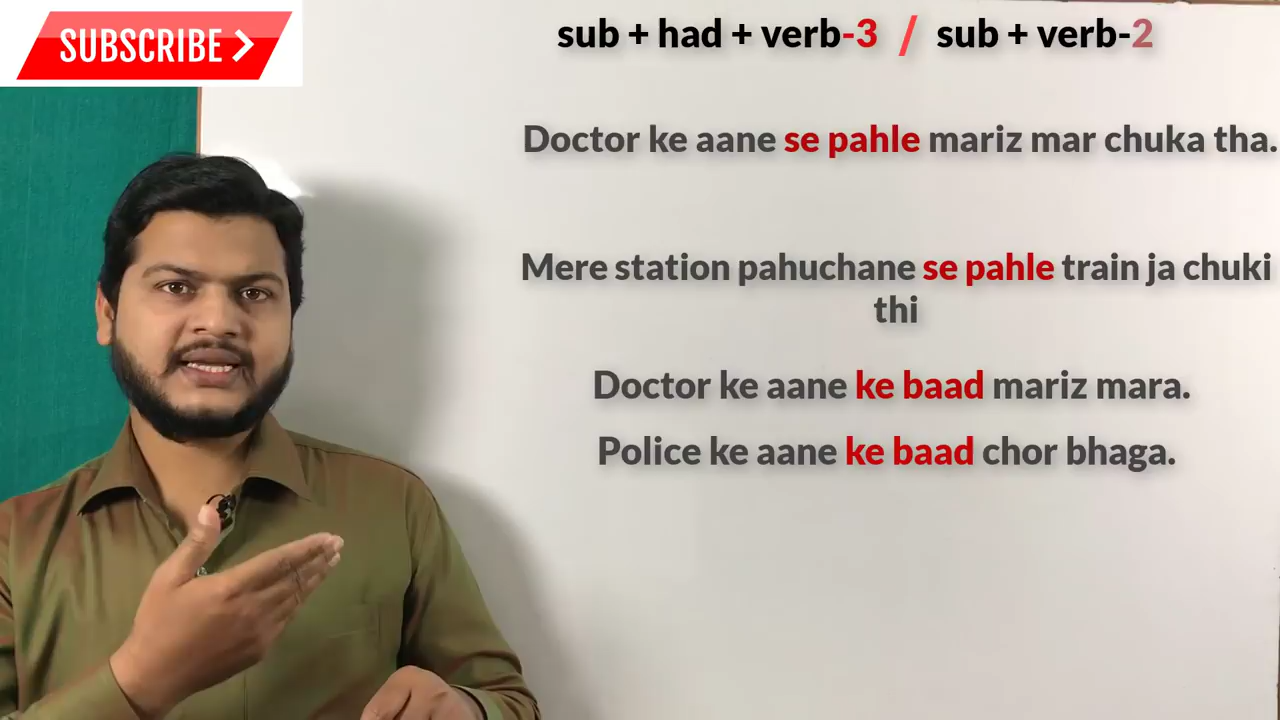 SUBSCRIBE
sub + had + verb-3 / sub + verb-2
Doctor ke aane se pahle mariz mar chuka tha.
Mere station pahuchane se pahle train ja chuki
thi
Doctor ke aane ke baad mariz mara.
Police ke aane ke baad chor bhaga.